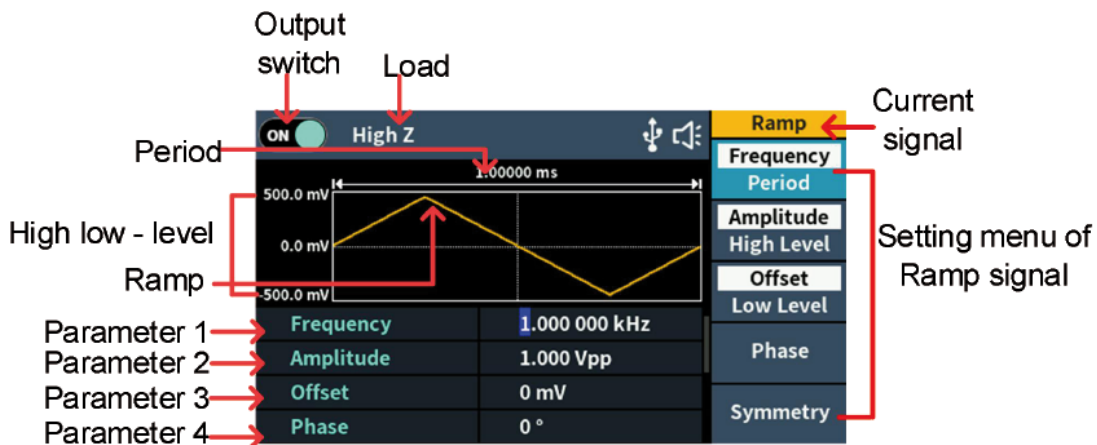 Output
switch
Load
Current
signal
ON
High Z
Ramp
Period
1.00000 ms
Frequency
Period
500.0 mV
Amplitude
High Level
High low - level
0.0 mV
Setting menu of
Ramp signal
Ramp
Offset
Low Level
-500.0 mV
Parameter 1
Frequency
1.000 000 kHz
Parameter 2
Amplitude
1.000 Vpp
Phase
Parameter 3
Offset
0 mV
Symmetry
Parameter 4
Phase
0 °